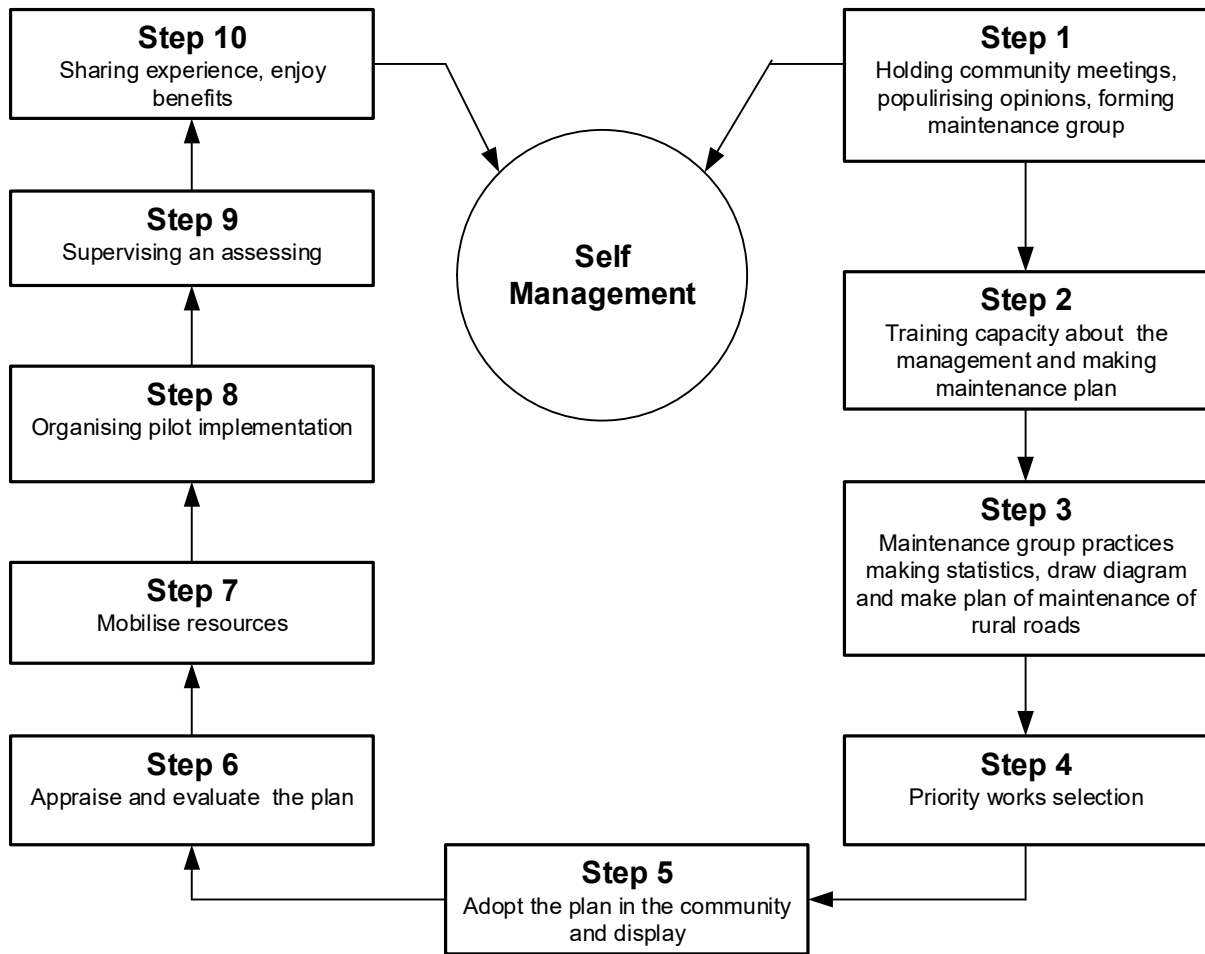 Step 1
Holding community meetings,
populirising opinions, forming
maintenance group
Step 2
Training capacity about  the
management and making
maintenance plan
Step 3
Maintenance group practices
making statistics, draw diagram
and make plan of maintenance of
rural roads
Step 4
Priority works selection
Step 5
Adopt the plan in the community
and display
Step 6
Appraise and evaluate  the plan
Step 7
Mobilise resources
Step 8
Organising pilot implementation
Step 9
Supervising an assessing
Step 10
Sharing experience, enjoy
benefits
Self
Management